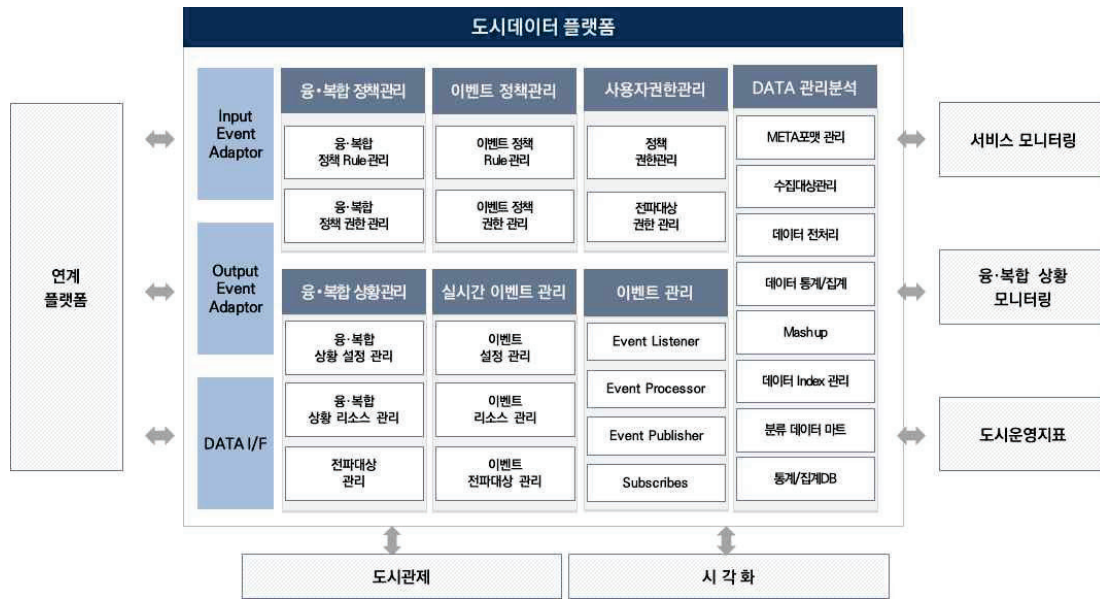 도시데이터 플랫폼
연계
플랫폼
Input
Event
Adaptor
Output
Event
Adaptor
DATA I/F
융·복합 정책관리
융·복합
정책 Rule 관리
융·복합
정책 권한 관리
이벤트 정책관리
이벤트 정책
Rule 관리
이벤트 정책
권한 관리
사용자권한관리
정책
권한관리
전파대상
권한 관리
융·복합 상황관리
융·복합
상황 설정 관리
융·복합
상황 리소스 관리
전파대상
관리
실시간 이벤트 관리
이벤트
설정 관리
이벤트
리소스 관리
이벤트
전파대상 관리
이벤트 관리
Event Listener
Event Processor
Event Publisher
Subscribes
DATA 관리분석
META포맷 관리
수집대상관리
데이터 전처리
데이터 통계/집계
Mash up
데이터 Index 관리
분류 데이터 마트
통계/집계DB
서비스 모니터링
융·복합 상황
모니터링
도시운영지표
도시관제
시 각 화